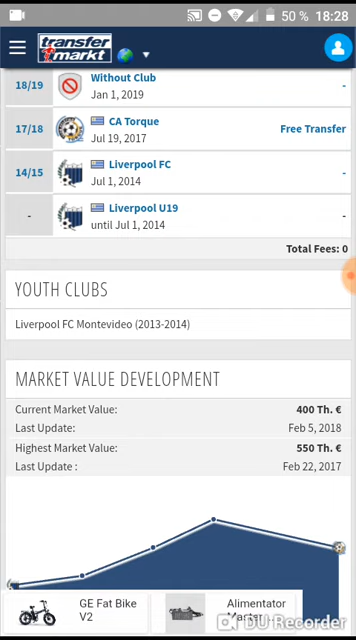 50 % 18:28
transfer
markt
18/19 Without Club -
Jan 1, 2019
17/18 CA Torque Free Transfer
Jul 19, 2017
14/15 Liverpool FC -
Jul 1, 2014
- Liverpool U19 -
until Jul 1, 2014
Total Fees: 0
YOUTH CLUBS
Liverpool FC Montevideo (2013-2014)
MARKET VALUE DEVELOPMENT
Current Market Value: 400 Th. €
Last Update: Feb 5, 2018
Highest Market Value: 550 Th. €
Last Update : Feb 22, 2017
GE Fat Bike
V2
Alimentator
DU Recorder